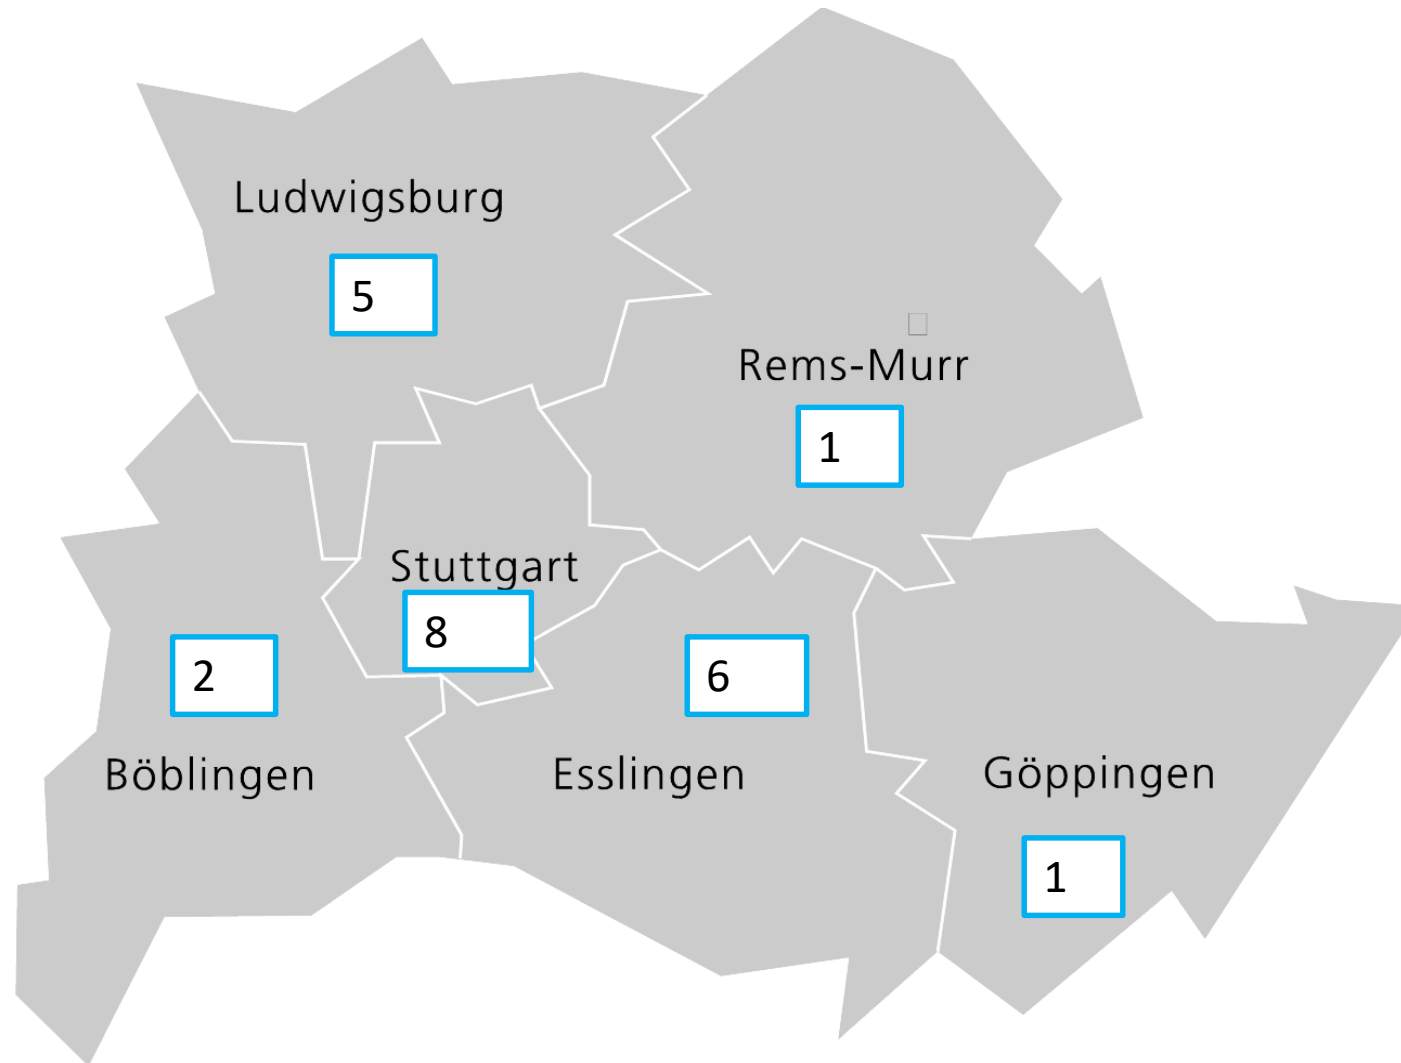 Ludwigsburg
5
Rems-Murr
1
Stuttgart
8
2
6
Böblingen
Esslingen
Göppingen
1